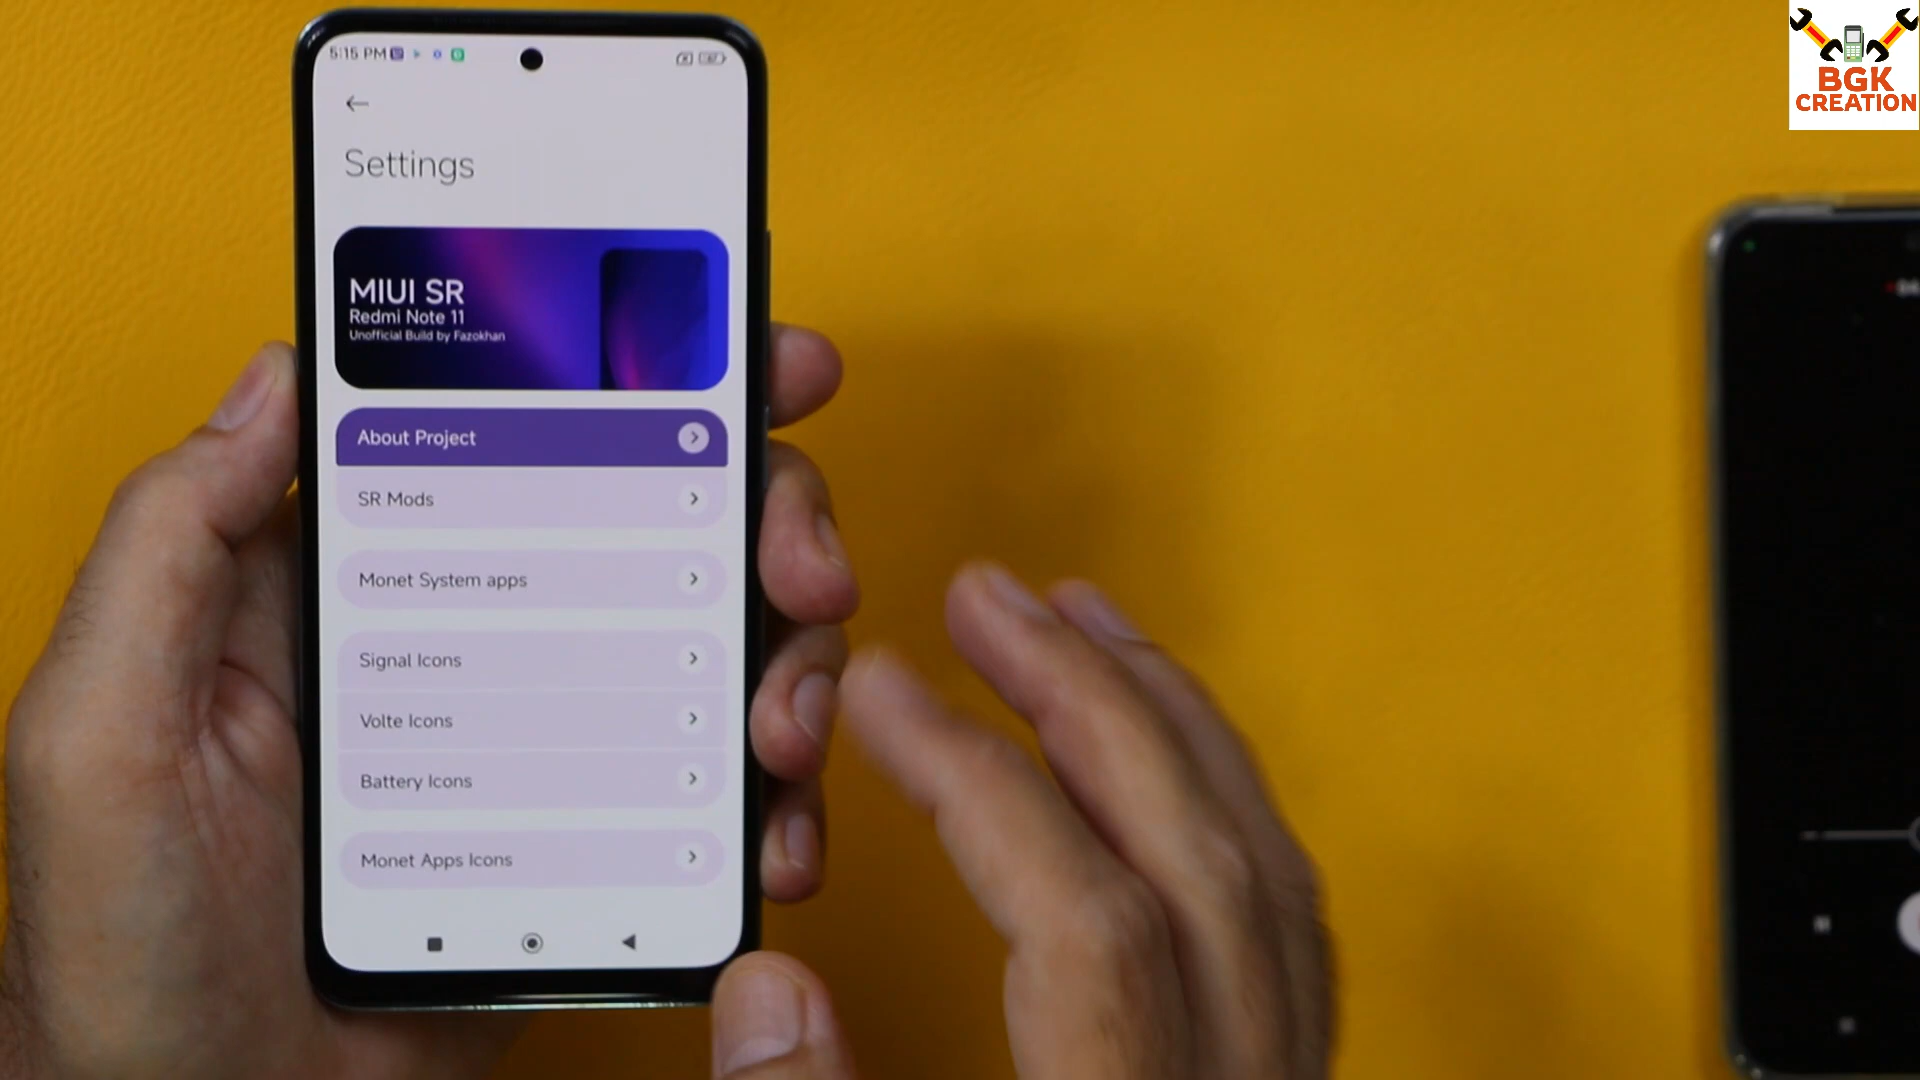 5:15 PM
BGK
CREATION
Settings
MIUI SR
Redmi Note 11
Unofficial Build by Fazokhan
About Project
SR Mods
Monet System apps
Signal Icons
Volte Icons
Battery Icons
Monet Apps Icons